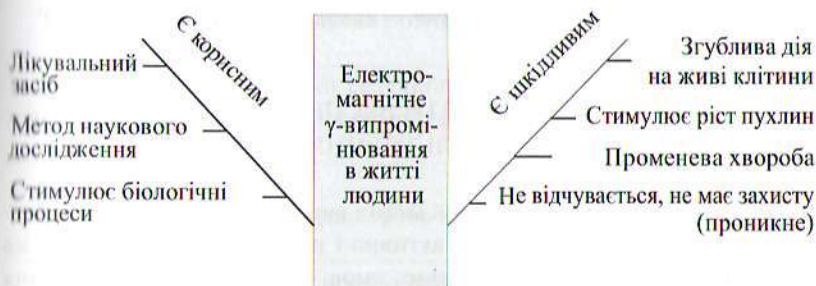 Є корисним
Лікувальний
засіб
Метод наукового
дослідження
Стимулює біологічні
процеси
Електро-
магнітне
γ-випромі-
нювання
в житті
людини
Є шкідливим
Згублива дія
на живі клітини
Стимулює ріст пухлин
Променева хвороба
Не відчувається, не має захисту
(проникне)